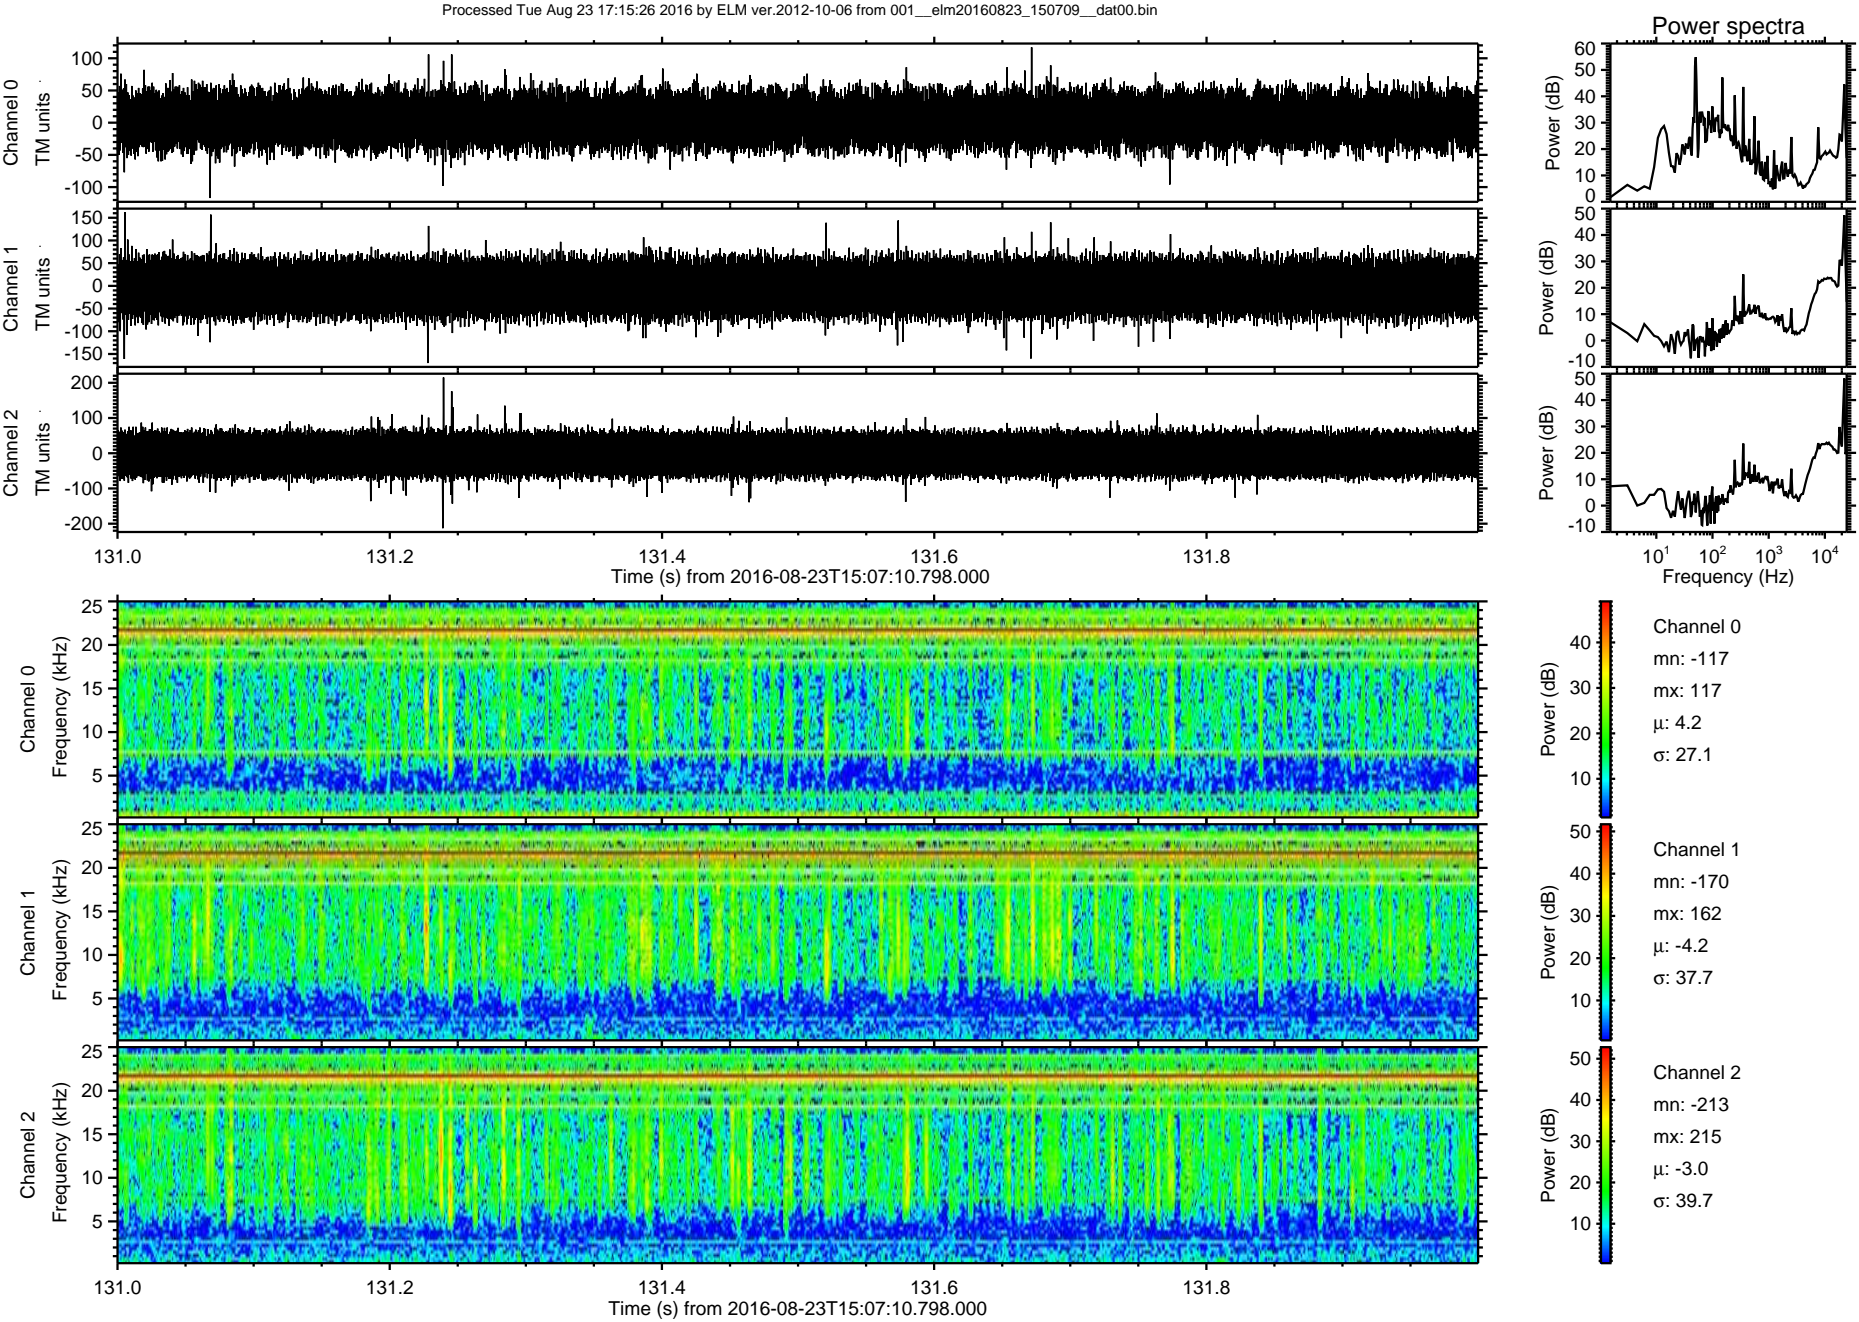 Processed Tue Aug 23 17:15:26 2016 by ELM ver.2012-10-06 from 001__elm20160823_150709__dat00.bin
Power spectra
Channel 0
TM units
100
50
0
-50
-100
Power (dB)
60
50
40
30
20
10
0
Channel 1
TM units
150
100
50
0
-50
-100
-150
Power (dB)
50
40
30
20
10
0
-10
Channel 2
TM units
200
100
0
-100
-200
Power (dB)
50
40
30
20
10
0
-10
131.0 131.2 131.4 131.6 131.8
Time (s) from 2016-08-23T15:07:10.798.000
10¹ 10² 10³ 10⁴
Frequency (Hz)
Channel 0
Frequency (kHz)
25
20
15
10
5
Power (dB)
40
30
20
10
Channel 0
mn: -117
mx: 117
μ: 4.2
σ: 27.1
Channel 1
Frequency (kHz)
25
20
15
10
5
Power (dB)
50
40
30
20
10
Channel 1
mn: -170
mx: 162
μ: -4.2
σ: 37.7
Channel 2
Frequency (kHz)
25
20
15
10
5
Power (dB)
50
40
30
20
10
Channel 2
mn: -213
mx: 215
μ: -3.0
σ: 39.7
131.0 131.2 131.4 131.6 131.8
Time (s) from 2016-08-23T15:07:10.798.000